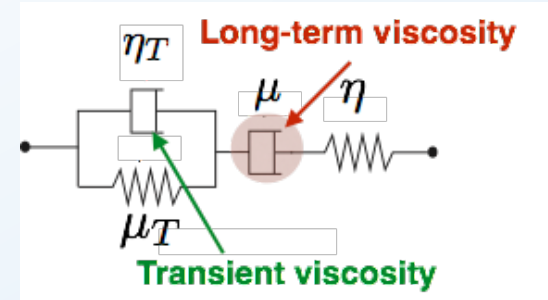 Long-term viscosity
η_T
μ
η
μ_T
Transient viscosity